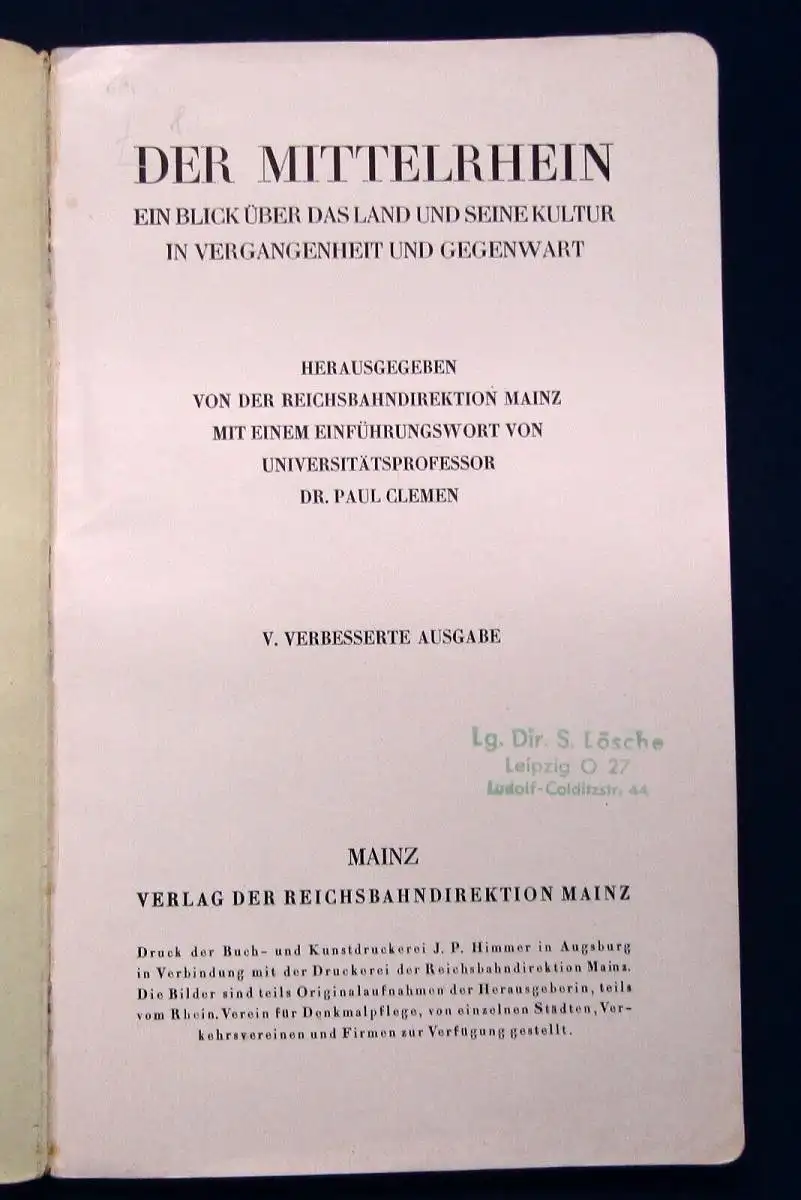 8
DER MITTELRHEIN
EIN BLICK ÜBER DAS LAND UND SEINE KULTUR
IN VERGANGENHEIT UND GEGENWART
HERAUSGEGEBEN
VON DER REICHSBAHNDIREKTION MAINZ
MIT EINEM EINFÜHRUNGSWORT VON
UNIVERSITÄTSPROFESSOR
DR. PAUL CLEMEN
V. VERBESSERTE AUSGABE
Lg. Dir. S. Lösche
Leipzig O 27
Ludolf-Colditzstr. 44
MAINZ
VERLAG DER REICHSBAHNDIREKTION MAINZ
Druck der Buch- und Kunstdruckerei J. P. Himmer in Augsburg
in Verbindung mit der Druckerei der Reichsbahndirektion Mainz.
Die Bilder sind teils Originalaufnahmen der Herausgeberin, teils
vom Rhein. Verein für Denkmalpflege, von einzelnen Städten, Ver-
kehrsvereinen und Firmen zur Verfügung gestellt.